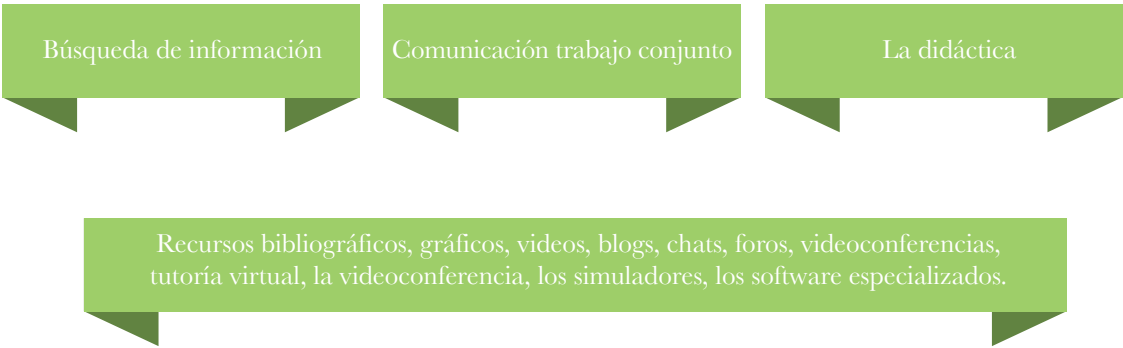 Búsqueda de información
Comunicación trabajo conjunto
La didáctica
Recursos bibliográficos, gráficos, videos, blogs, chats, foros, videoconferencias,
tutoría virtual, la videoconferencia, los simuladores, los software especializados.